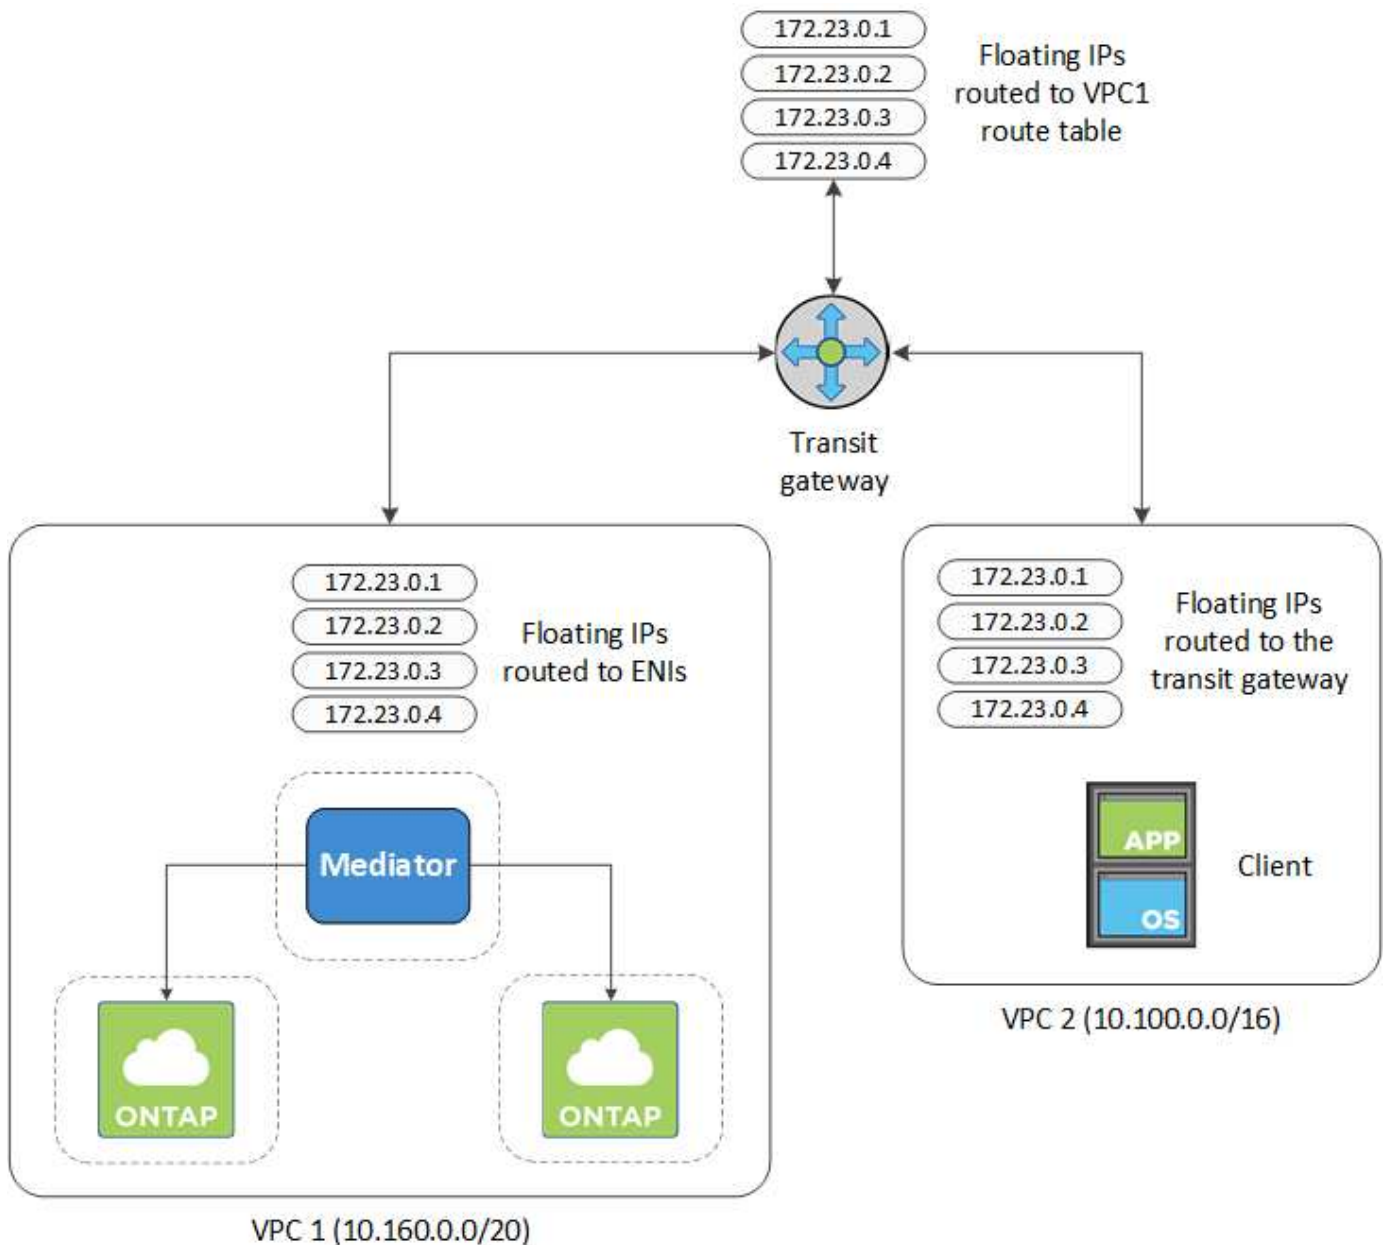 172.23.0.1
172.23.0.2
172.23.0.3
172.23.0.4
Floating IPs
routed to VPC1
route table
Transit
gateway
172.23.0.1
172.23.0.2
172.23.0.3
172.23.0.4
Floating IPs
routed to ENIs
Mediator
ONTAP
ONTAP
VPC 1 (10.160.0.0/20)
172.23.0.1
172.23.0.2
172.23.0.3
172.23.0.4
Floating IPs
routed to the
transit gateway
APP
OS
Client
VPC 2 (10.100.0.0/16)